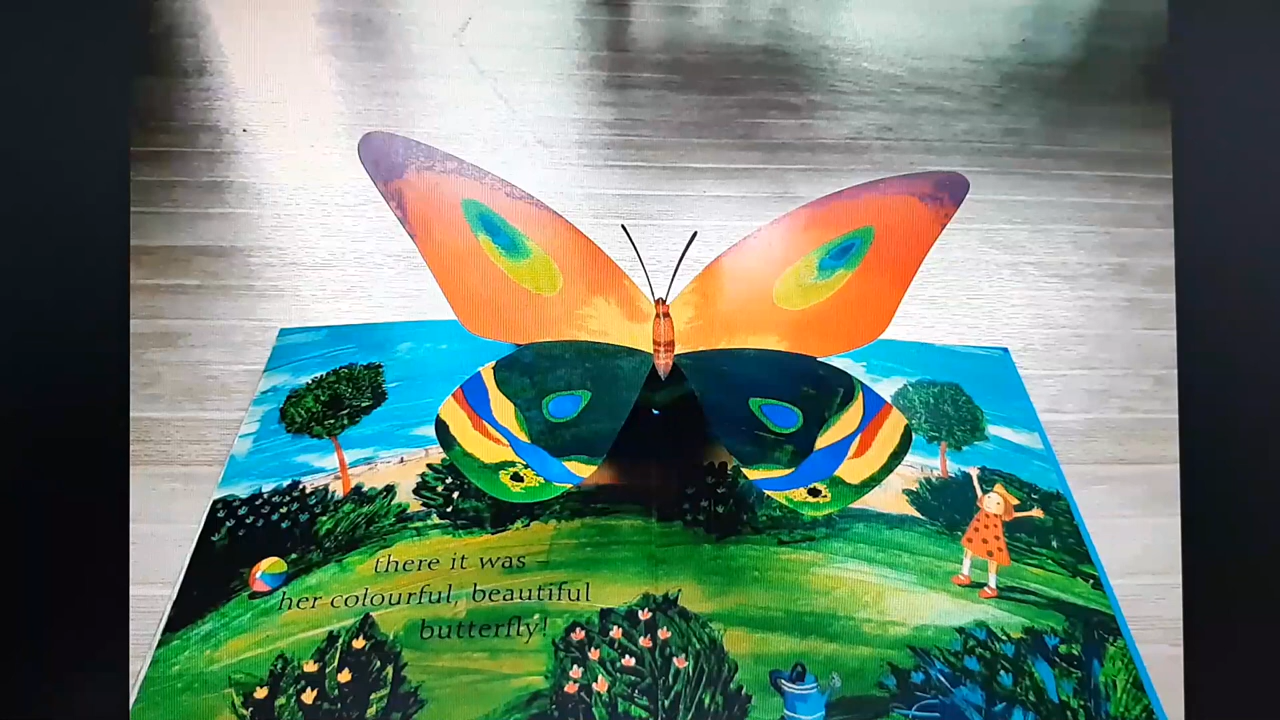 there it was –
her colourful, beautiful
butterfly!